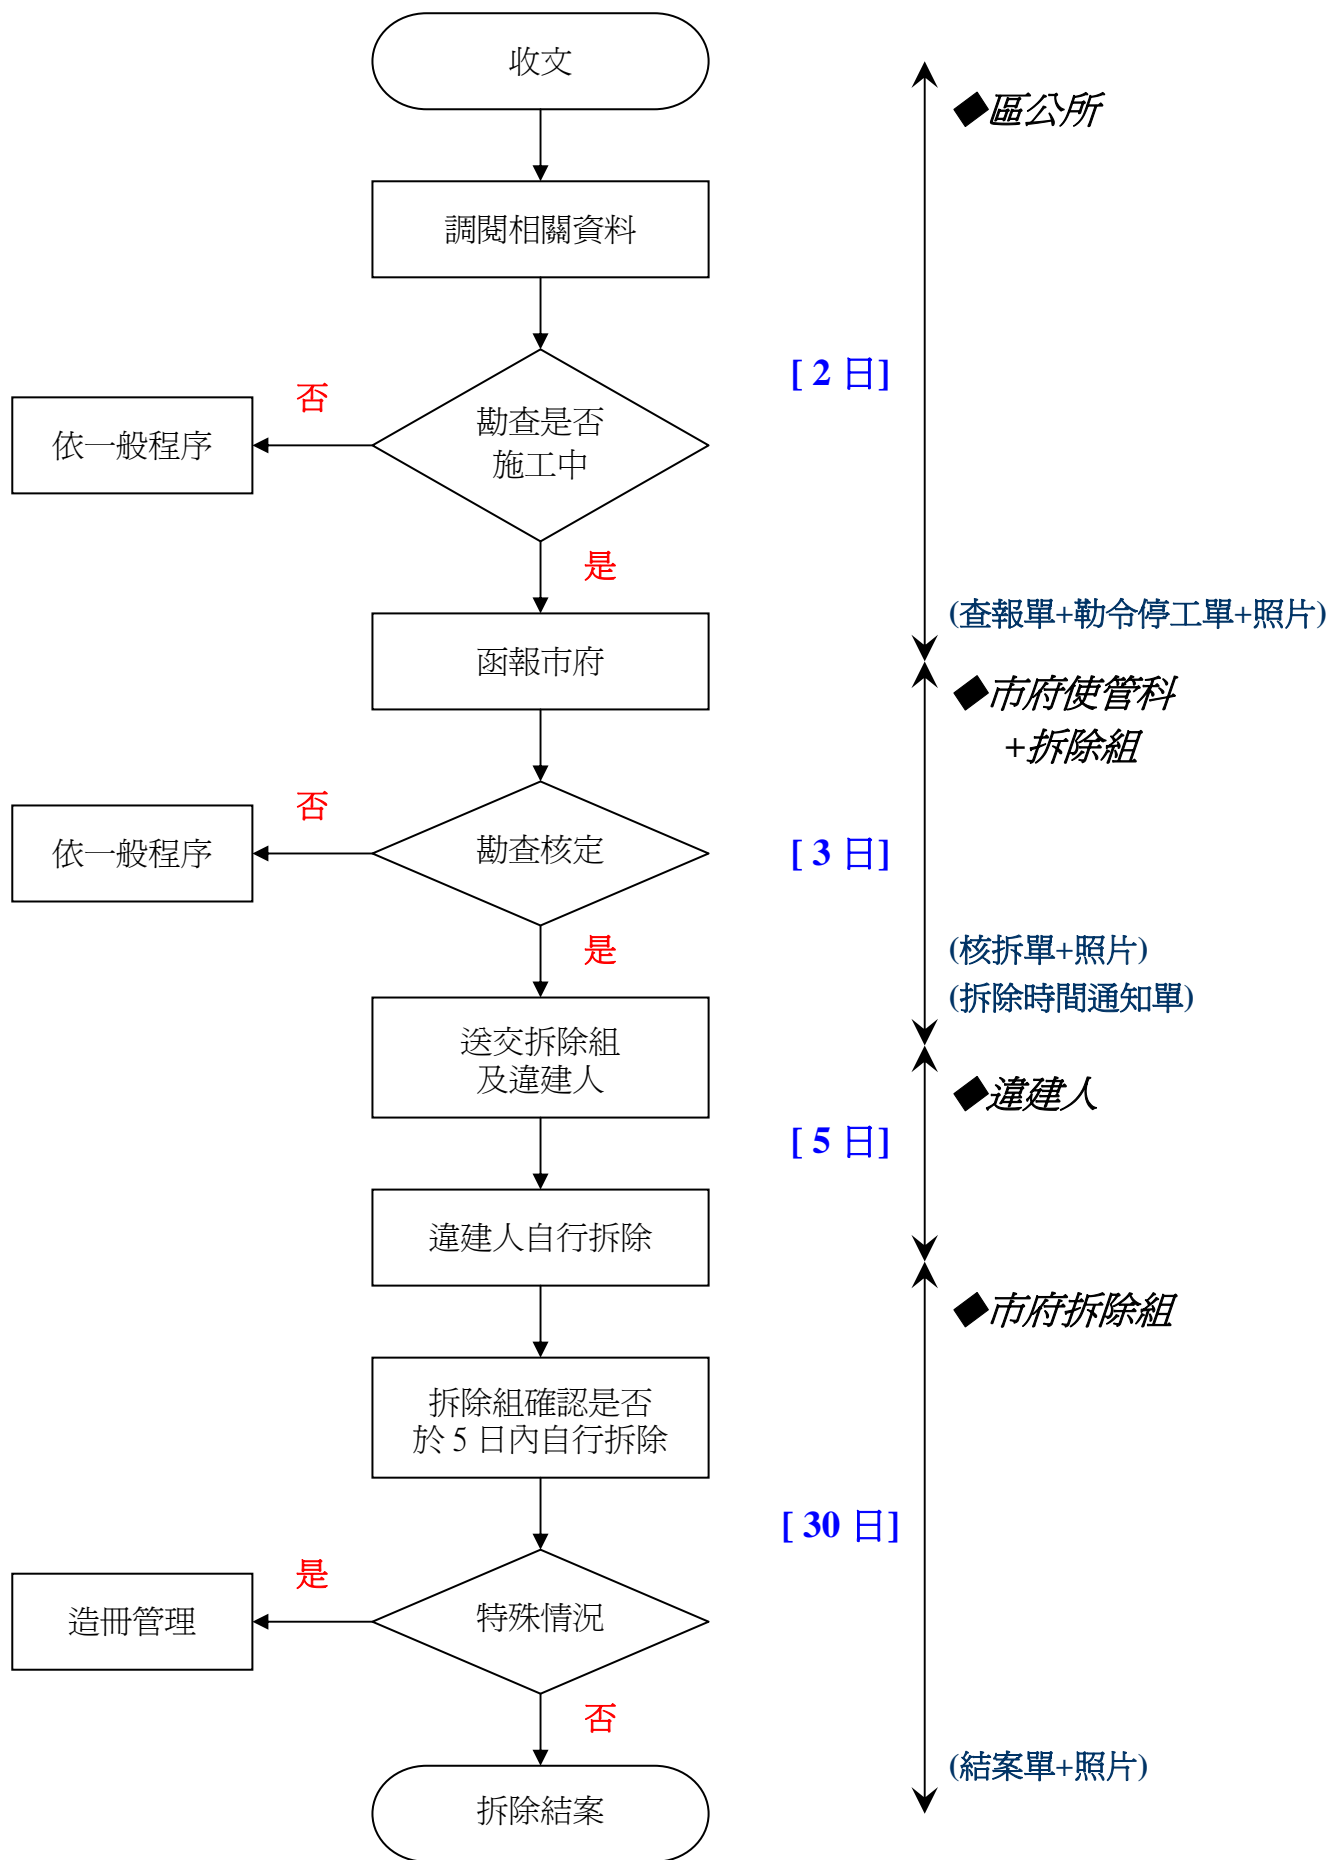 收文
◆區公所
調閱相關資料
[ 2 日]
否
勘查是否
施工中
依一般程序
是
(查報單+勒令停工單+照片)
函報市府
◆市府使管科
+拆除組
否
勘查核定
依一般程序
[ 3 日]
是
(核拆單+照片)
(拆除時間通知單)
送交拆除組
及違建人
◆違建人
[ 5 日]
違建人自行拆除
◆市府拆除組
拆除組確認是否
於 5 日內自行拆除
[ 30 日]
是
特殊情況
造冊管理
否
(結案單+照片)
拆除結案